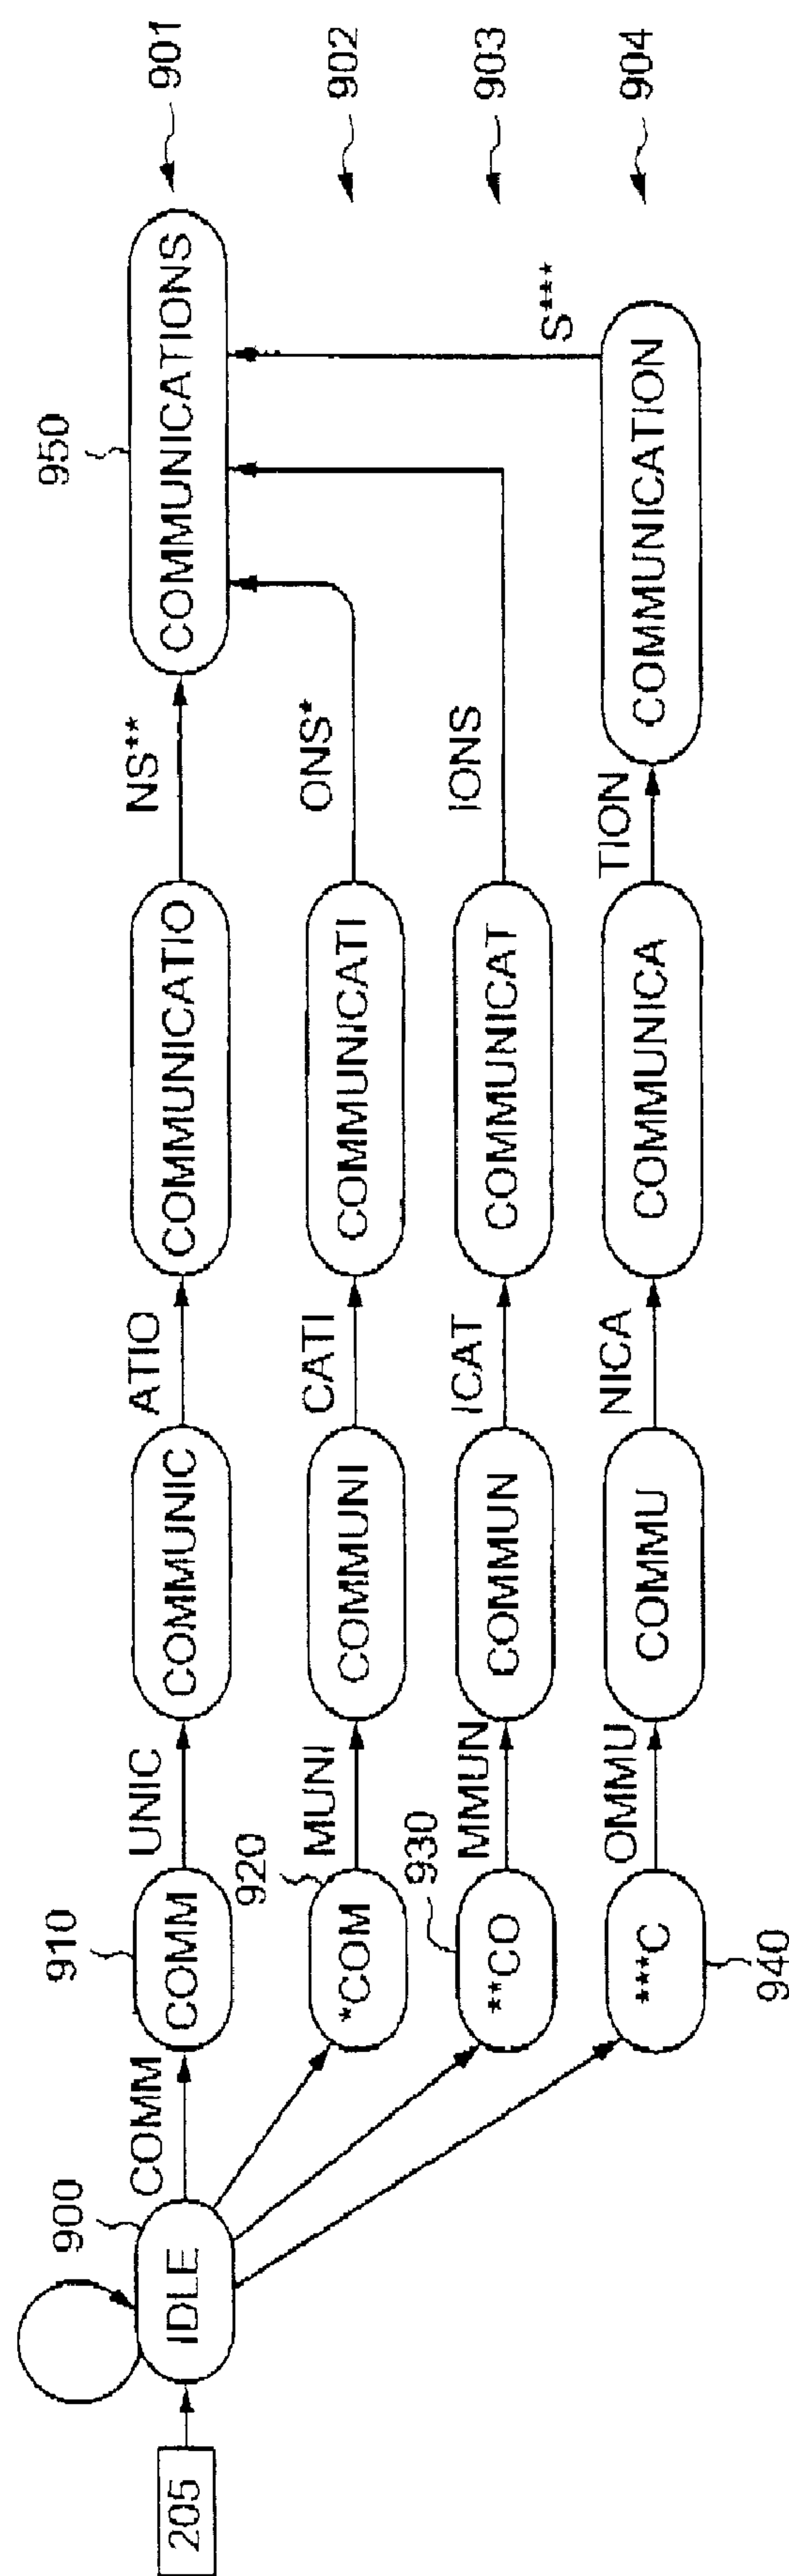 205
IDLE
900
COMM
COMM
910
UNIC
COMMUNIC
ATIO
COMMUNICATIO
NS**
COMMUNICATIONS
950
901
*COM
920
MUNI
COMMUNI
CATI
COMMUNICATI
ONS*
902
**CO
930
MMUN
COMMUN
ICAT
COMMUNICAT
IONS
903
***C
940
OMMU
COMMU
NICA
COMMUNICA
TION
COMMUNICATION
S***
904